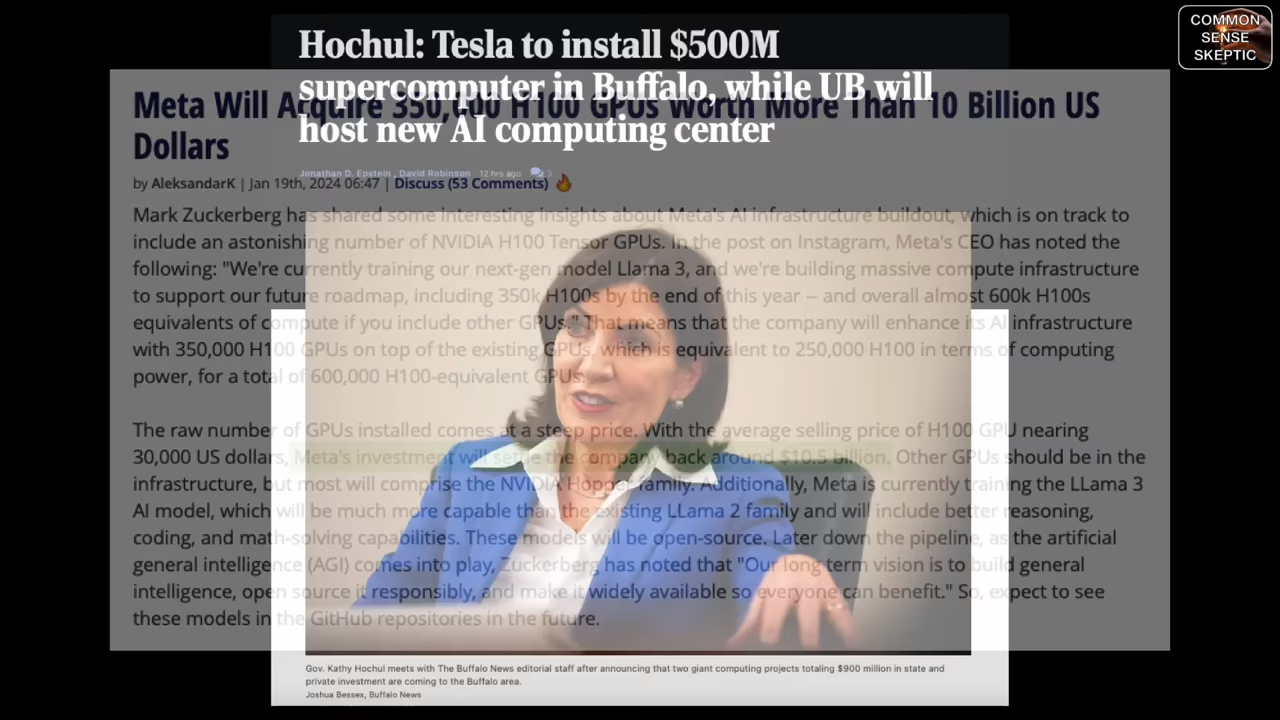 COMMON
SENSE
SKEPTIC
Hochul: Tesla to install $500M
supercomputer in Buffalo, while UB will
host new AI computing center
Jonathan D. Epstein , David Robinson 12 hrs ago 3
Meta Will Acquire 350,000 H100 GPUs Worth More Than 10 Billion US
Dollars
by AleksandarK | Jan 19th, 2024 06:47 | Discuss (53 Comments)
Mark Zuckerberg has shared some interesting insights about Meta's AI infrastructure buildout, which is on track to
include an astonishing number of NVIDIA H100 Tensor GPUs. In the post on Instagram, Meta's CEO has noted the
following: "We're currently training our next-gen model Llama 3, and we're building massive compute infrastructure
to support our future roadmap, including 350k H100s by the end of this year – and overall almost 600k H100s
equivalents of compute if you include other GPUs." That means that the company will enhance its AI infrastructure
with 350,000 H100 GPUs on top of the existing GPUs, which is equivalent to 250,000 H100 in terms of computing
power, for a total of 600,000 H100-equivalent GPUs.
The raw number of GPUs installed comes at a steep price. With the average selling price of H100 GPU nearing
30,000 US dollars, Meta's investment will settle the company back around $10.5 billion. Other GPUs should be in the
infrastructure, but most will comprise the NVIDIA Hopper family. Additionally, Meta is currently training the LLama 3
AI model, which will be much more capable than the existing LLama 2 family and will include better reasoning,
coding, and math-solving capabilities. These models will be open-source. Later down the pipeline, as the artificial
general intelligence (AGI) comes into play, Zuckerberg has noted that "Our long term vision is to build general
intelligence, open source it responsibly, and make it widely available so everyone can benefit." So, expect to see
these models in the GitHub repositories in the future.
Gov. Kathy Hochul meets with The Buffalo News editorial staff after announcing that two giant computing projects totaling $900 million in state and
private investment are coming to the Buffalo area.
Joshua Bessex, Buffalo News